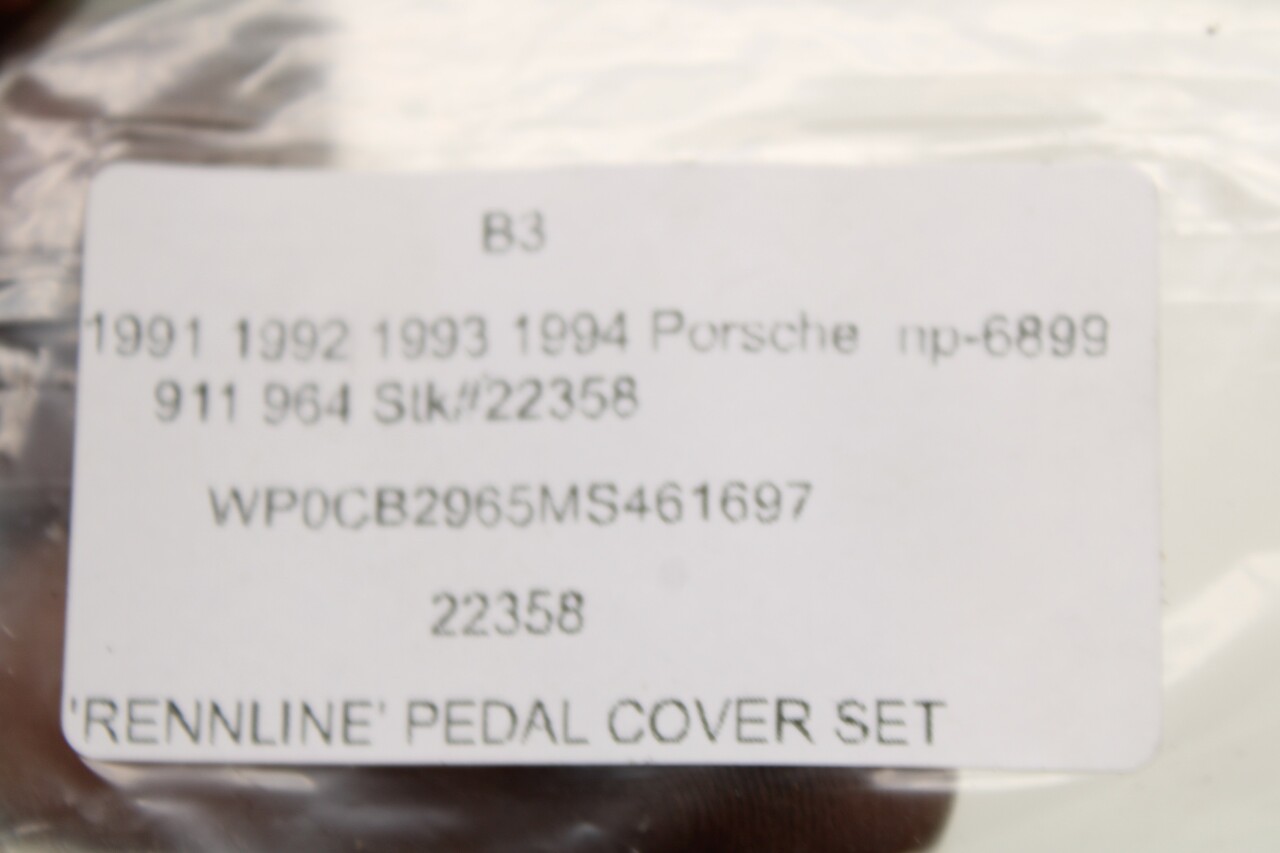 B3
1991 1992 1993 1994 Porsche np-6899
911 964 Stk#22358
WP0CB2965MS461697
22358
'RENNLINE' PEDAL COVER SET